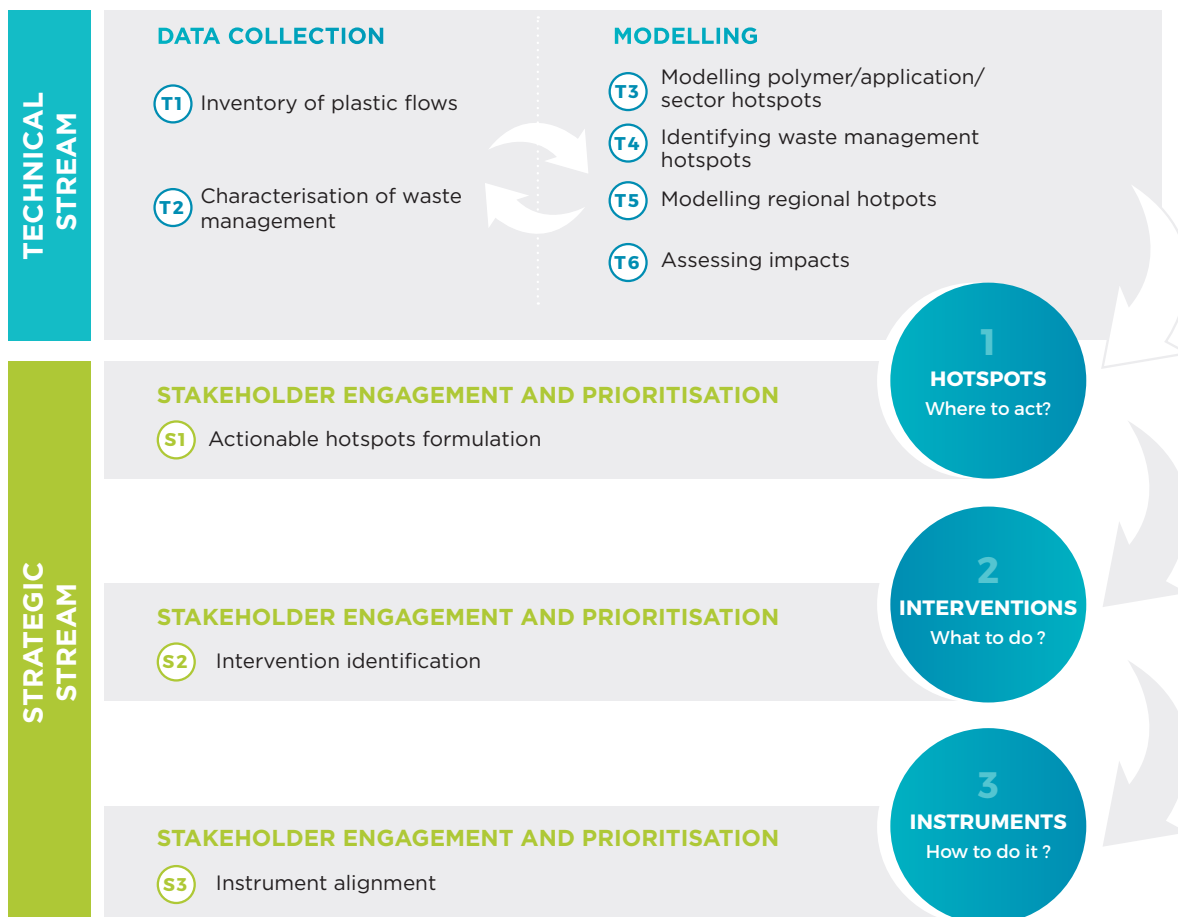 TECHNICAL
STREAM
DATA COLLECTION
T1 Inventory of plastic flows
T2 Characterisation of waste
management
MODELLING
T3 Modelling polymer/application/
sector hotspots
T4 Identifying waste management
hotspots
T5 Modelling regional hotpots
T6 Assessing impacts
1
HOTSPOTS
Where to act?
STRATEGIC
STREAM
STAKEHOLDER ENGAGEMENT AND PRIORITISATION
S1 Actionable hotspots formulation
2
INTERVENTIONS
What to do ?
STAKEHOLDER ENGAGEMENT AND PRIORITISATION
S2 Intervention identification
3
INSTRUMENTS
How to do it ?
STAKEHOLDER ENGAGEMENT AND PRIORITISATION
S3 Instrument alignment